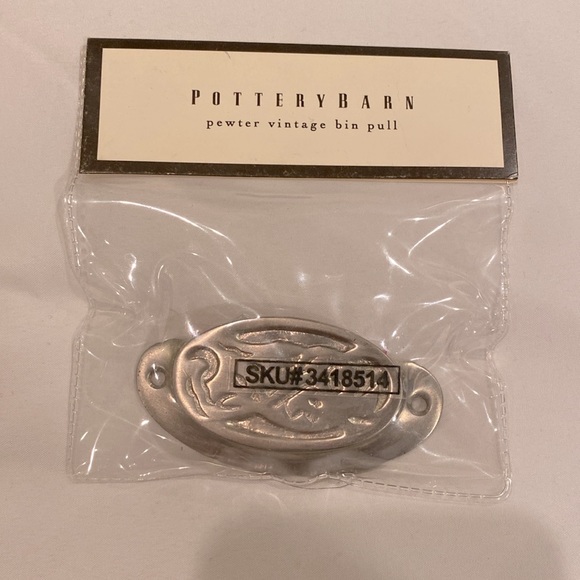 POTTERYBARN
pewter vintage bin pull
SKU# 3418514